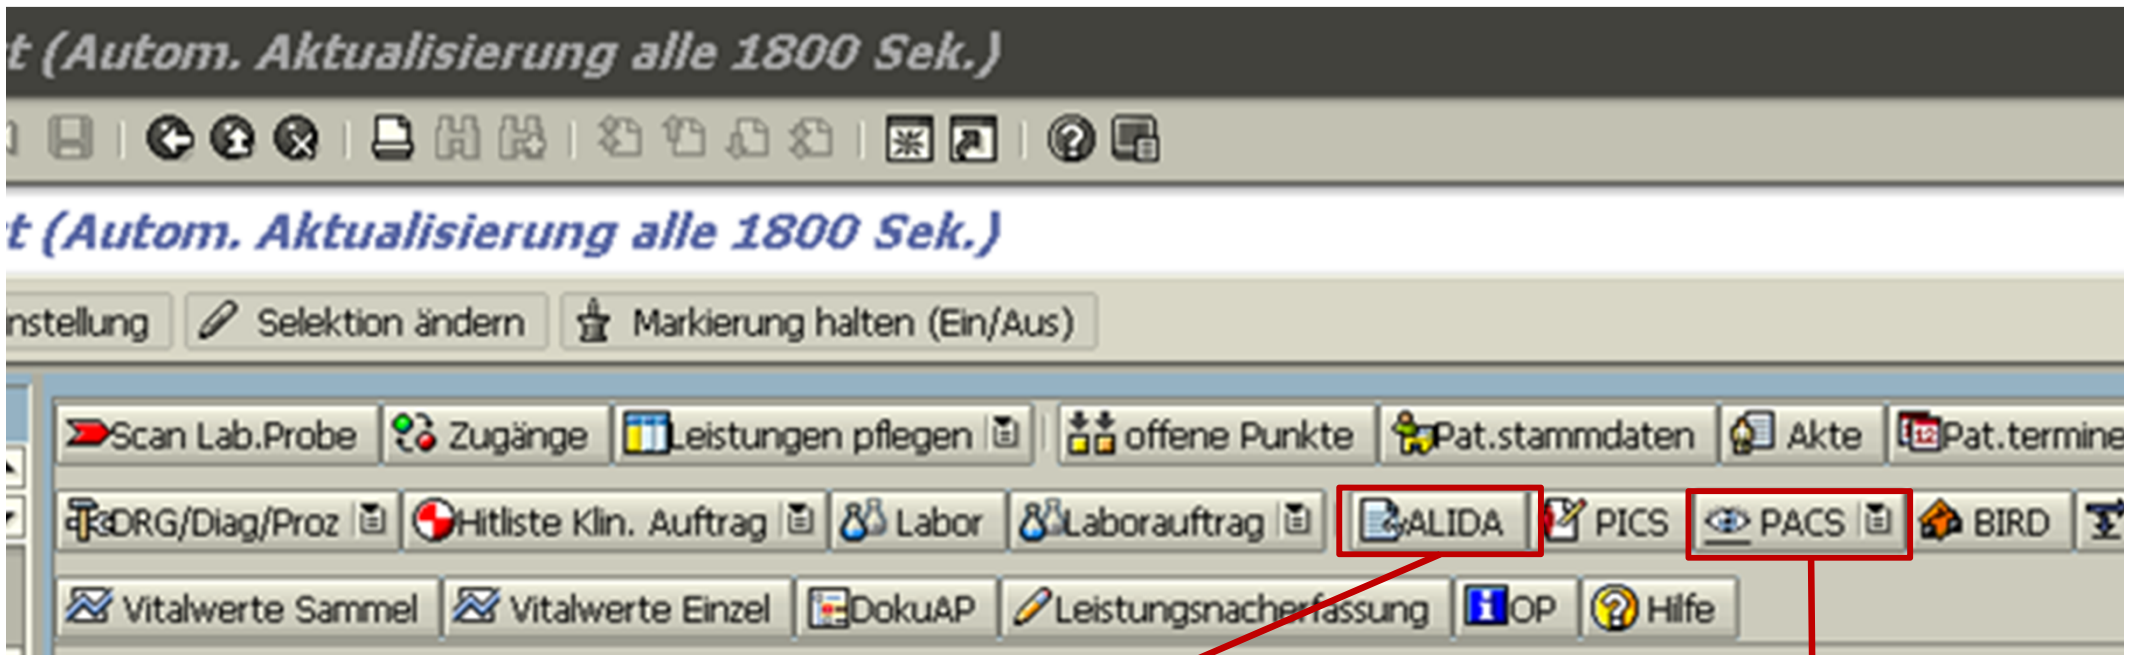 t (Autom. Aktualisierung alle 1800 Sek.)
t (Autom. Aktualisierung alle 1800 Sek.)
nstellung Selektion ändern Markierung halten (Ein/Aus)
Scan Lab.Probe Zugänge Leistungen pflegen offene Punkte Pat.stammdaten Akte 12 Pat.termine
DRG/Diag/Proz Hitliste Klin. Auftrag Labor Laborauftrag ALIDA PICS PACS BIRD
Vitalwerte Sammel Vitalwerte Einzel DokuAP Leistungsnacherfassung OP Hilfe